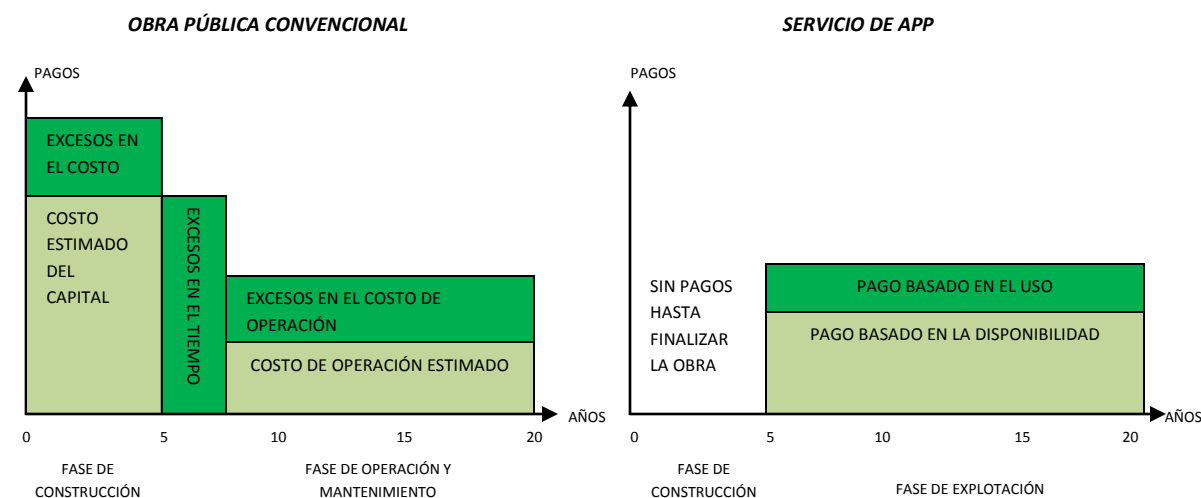 OBRA PÚBLICA CONVENCIONAL
PAGOS
EXCESOS EN
EL COSTO
COSTO
ESTIMADO
DEL
CAPITAL
EXCESOS EN EL TIEMPO
EXCESOS EN EL COSTO DE
OPERACIÓN
COSTO DE OPERACIÓN ESTIMADO
AÑOS
0 5 10 15 20
FASE DE
CONSTRUCCIÓN
FASE DE OPERACIÓN Y
MANTENIMIENTO
SERVICIO DE APP
PAGOS
SIN PAGOS
HASTA
FINALIZAR
LA OBRA
PAGO BASADO EN EL USO
PAGO BASADO EN LA DISPONIBILIDAD
AÑOS
0 5 10 15 20
FASE DE
CONSTRUCCIÓN
FASE DE EXPLOTACIÓN